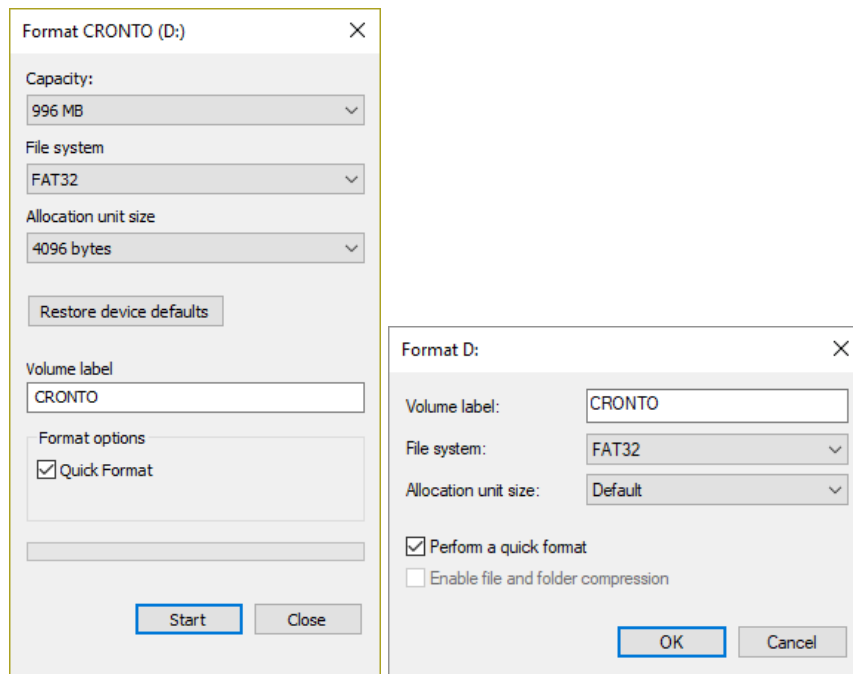 Format CRONTO (D:)
Capacity:
996 MB
File system
FAT32
Allocation unit size
4096 bytes
Restore device defaults
Volume label
CRONTO
Format options
Quick Format
Start Close
Format D:
Volume label: CRONTO
File system: FAT32
Allocation unit size: Default
Perform a quick format
Enable file and folder compression
OK Cancel